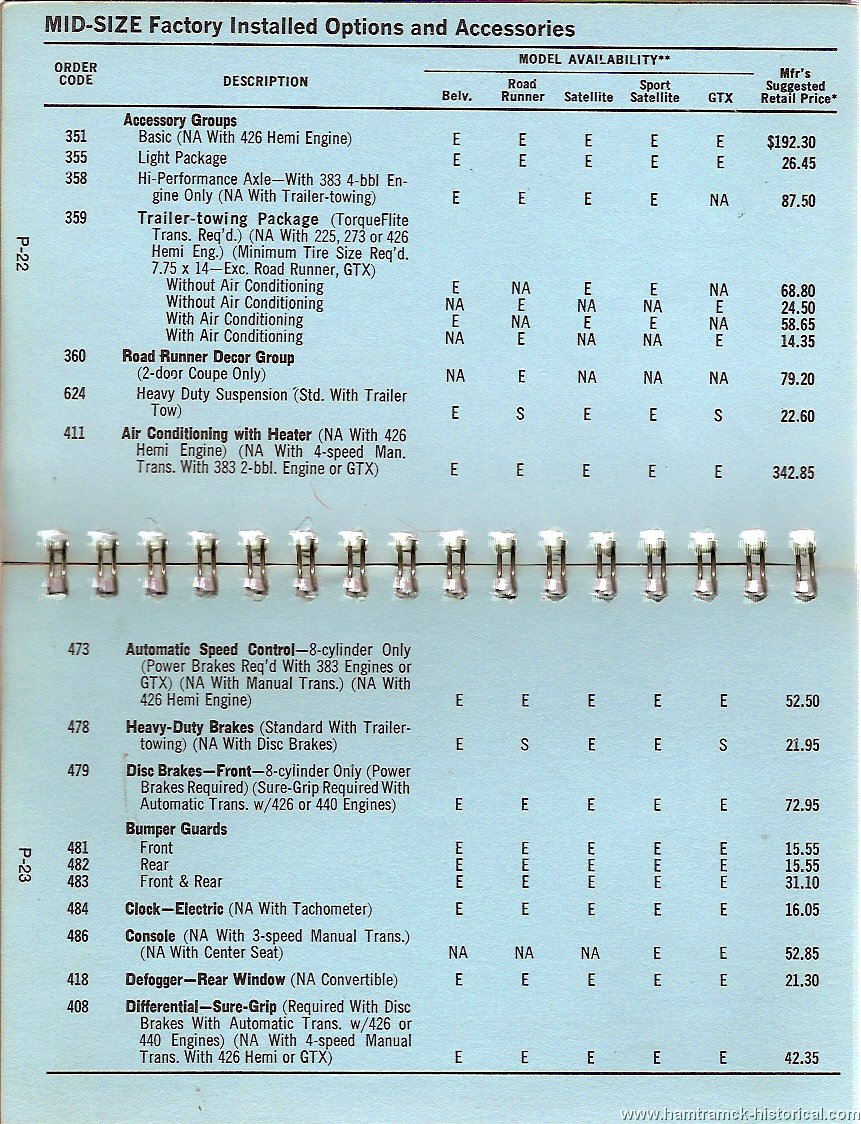 MID-SIZE Factory Installed Options and Accessories
ORDER CODE DESCRIPTION MODEL AVAILABILITY** Mfr's Suggested Retail Price*
Belv. Road Runner Satellite Sport Satellite GTX
Accessory Groups
351 Basic (NA With 426 Hemi Engine) E E E E E $192.30
355 Light Package E E E E E 26.45
358 Hi-Performance Axle—With 383 4-bbl En-
gine Only (NA With Trailer-towing) E E E E NA 87.50
359 Trailer-towing Package (TorqueFlite
Trans. Req'd.) (NA With 225, 273 or 426
Hemi Eng.) (Minimum Tire Size Req'd.
7.75 x 14—Exc. Road Runner, GTX)
Without Air Conditioning E NA E E NA 68.80
Without Air Conditioning NA E NA NA E 24.50
With Air Conditioning E NA E E NA 58.65
With Air Conditioning NA E NA NA E 14.35
360 Road Runner Decor Group
(2-door Coupe Only) NA E NA NA NA 79.20
624 Heavy Duty Suspension (Std. With Trailer
Tow) E S E E S 22.60
411 Air Conditioning with Heater (NA With 426
Hemi Engine) (NA With 4-speed Man.
Trans. With 383 2-bbl. Engine or GTX) E E E E E 342.85
P-22
473 Automatic Speed Control—8-cylinder Only
(Power Brakes Req'd With 383 Engines or
GTX) (NA With Manual Trans.) (NA With
426 Hemi Engine) E E E E E 52.50
478 Heavy-Duty Brakes (Standard With Trailer-
towing) (NA With Disc Brakes) E S E E S 21.95
479 Disc Brakes—Front—8-cylinder Only (Power
Brakes Required) (Sure-Grip Required With
Automatic Trans. w/426 or 440 Engines) E E E E E 72.95
Bumper Guards
481 Front E E E E E 15.55
482 Rear E E E E E 15.55
483 Front & Rear E E E E E 31.10
484 Clock—Electric (NA With Tachometer) E E E E E 16.05
486 Console (NA With 3-speed Manual Trans.)
(NA With Center Seat) NA NA NA E E 52.85
418 Defogger—Rear Window (NA Convertible) E E E E E 21.30
408 Differential—Sure-Grip (Required With Disc
Brakes With Automatic Trans. w/426 or
440 Engines) (NA With 4-speed Manual
Trans. With 426 Hemi or GTX) E E E E E 42.35
P-23
www.hamtramck-historical.com